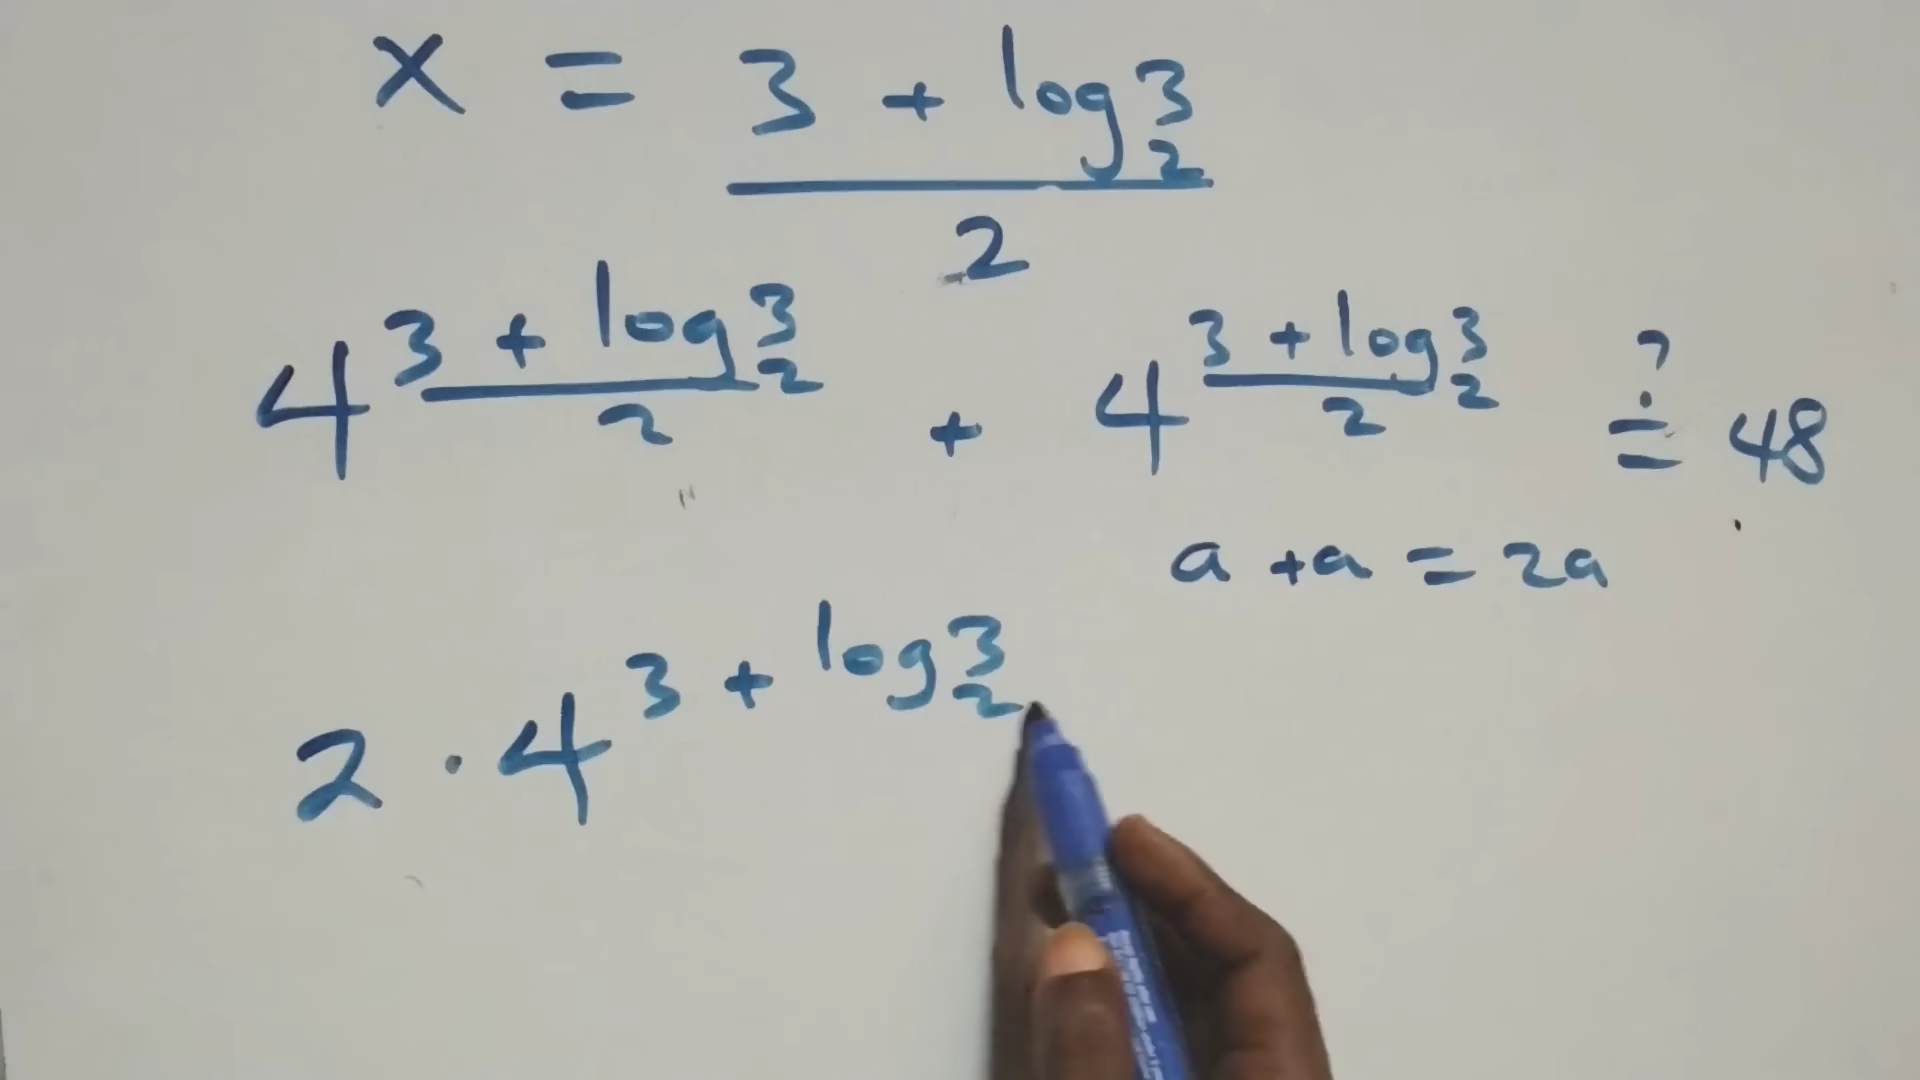 x = 3 + log₂3 / 2
4^(3 + log₂3 / 2) + 4^(3 + log₂3 / 2) ≟ 48
a + a = 2a
2 · 4^(3 + log₂3